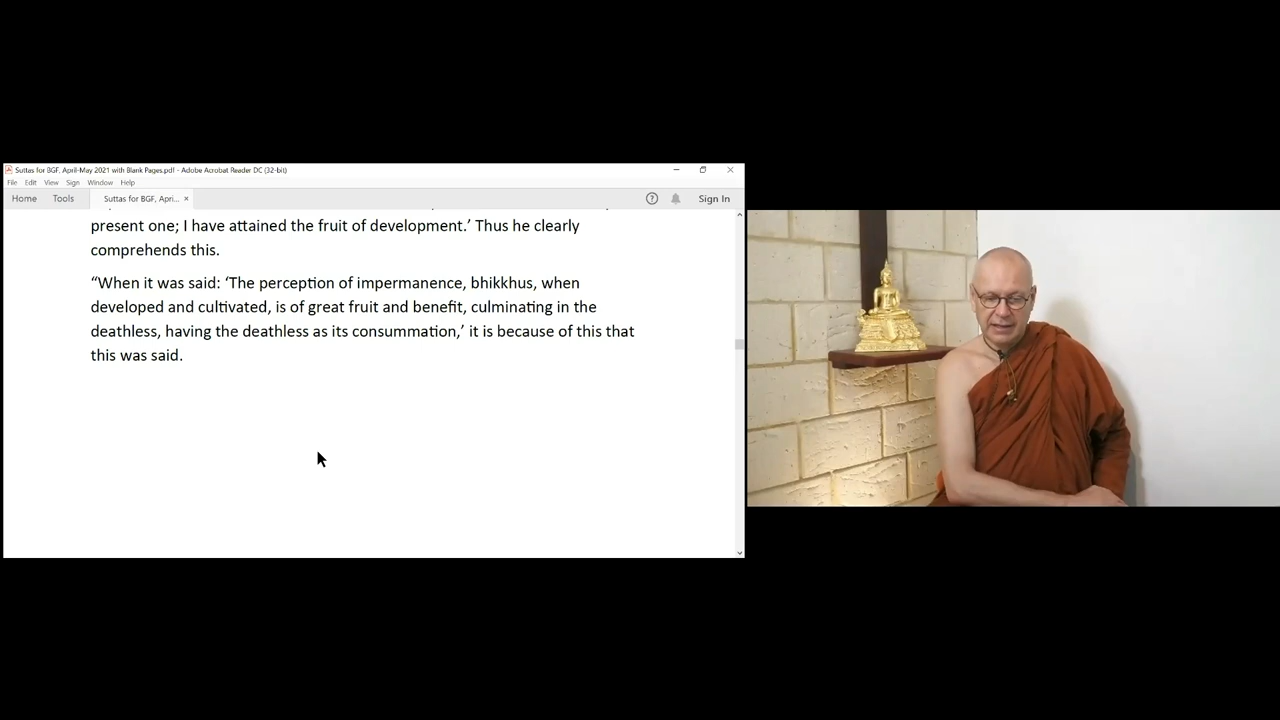 Suttas for BGF, April-May 2021 with Blank Pages.pdf - Adobe Acrobat Reader DC (32-bit)
File Edit View Sign Window Help
Home Tools Suttas for BGF, Apri... × Sign In
present one; I have attained the fruit of development.’ Thus he clearly
comprehends this.
“When it was said: ‘The perception of impermanence, bhikkhus, when
developed and cultivated, is of great fruit and benefit, culminating in the
deathless, having the deathless as its consummation,’ it is because of this that
this was said.